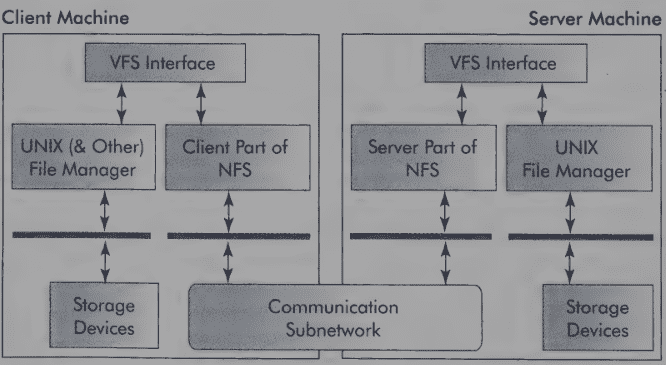 Client Machine
Server Machine
VFS Interface
VFS Interface
UNIX (& Other)
File Manager
Client Part of
NFS
Server Part of
NFS
UNIX
File Manager
Storage
Devices
Communication
Subnetwork
Storage
Devices